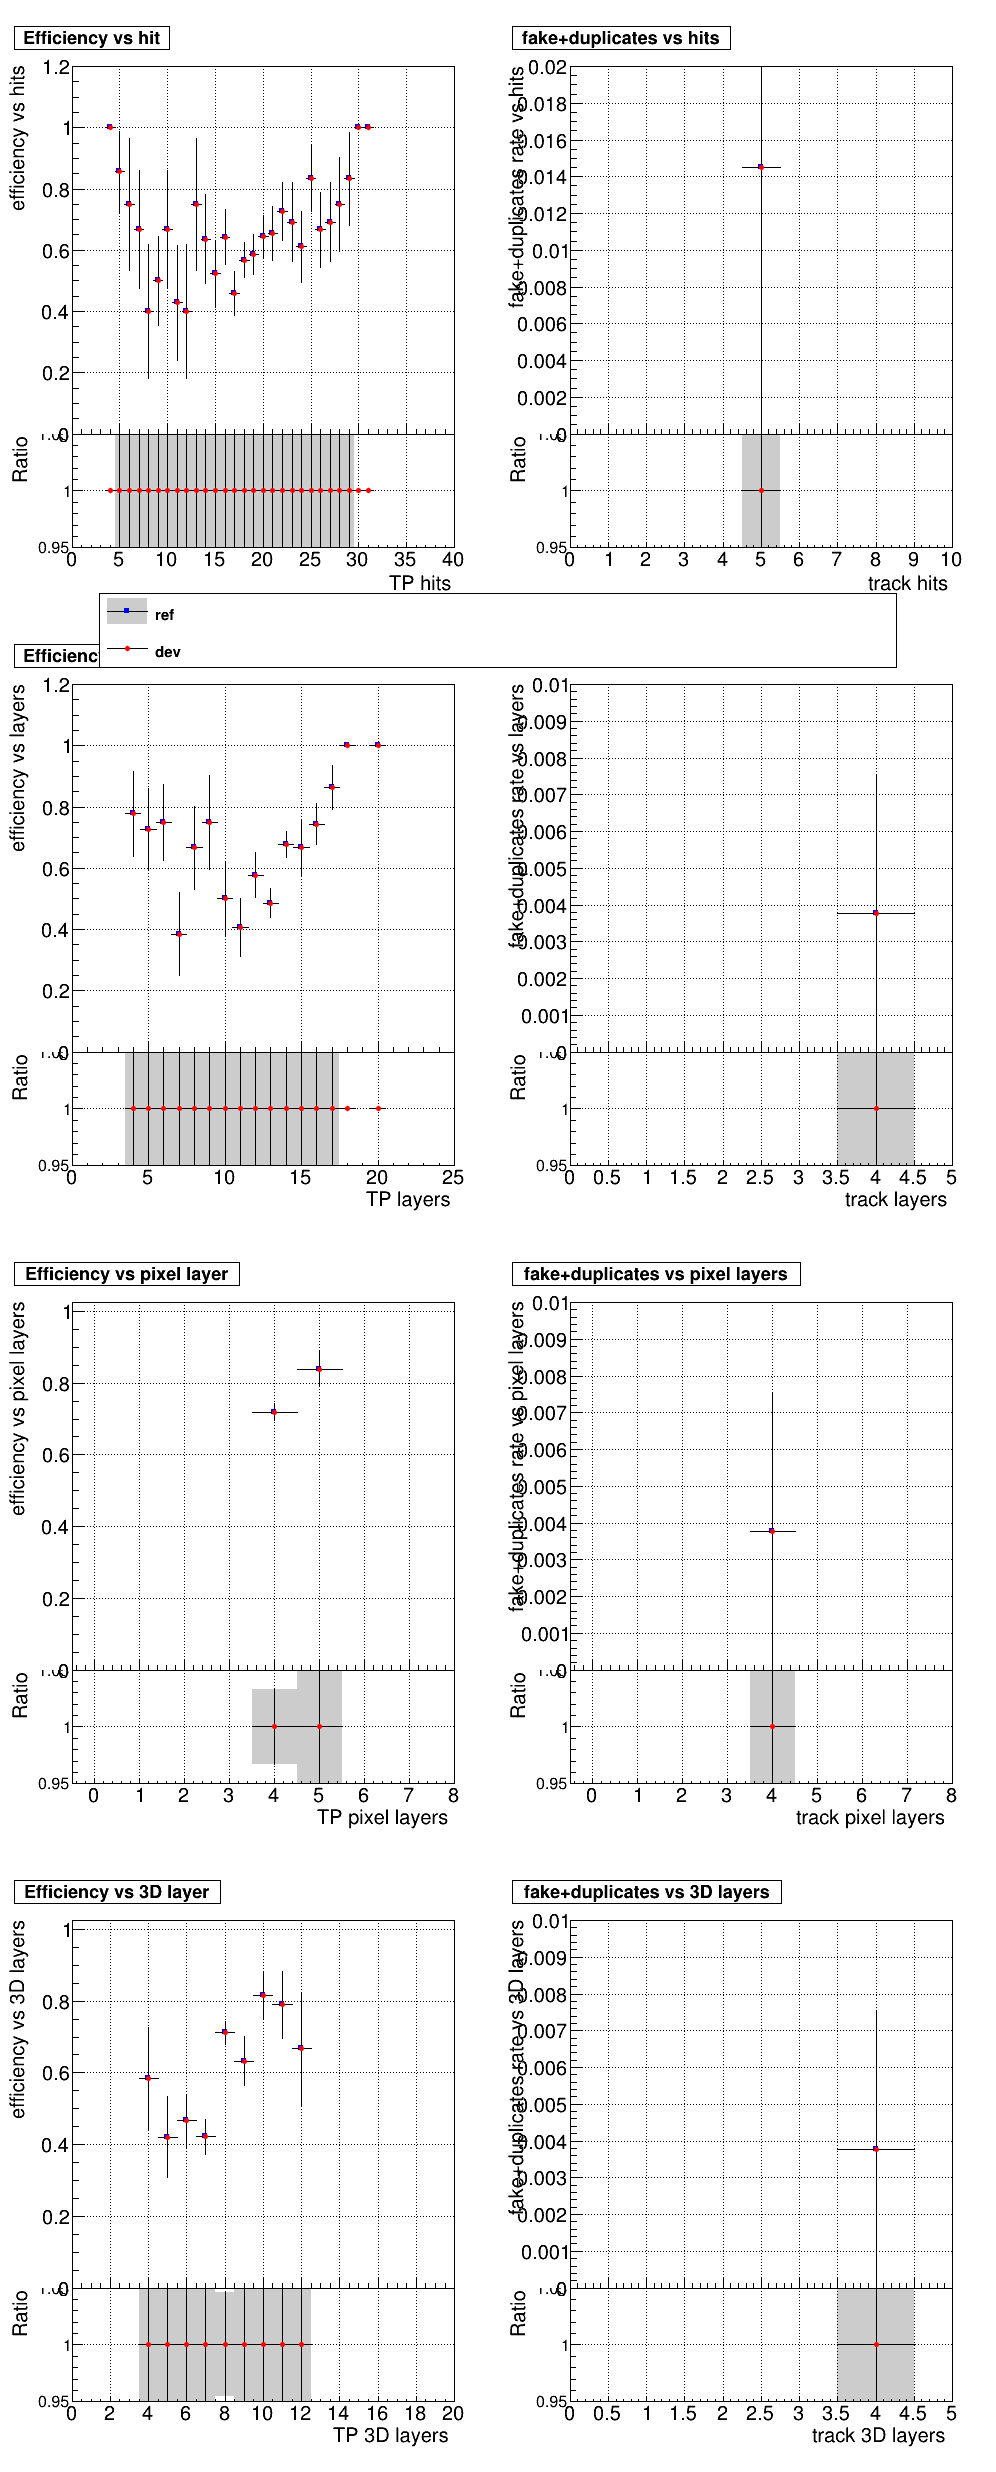 Efficiency vs hit
efficiency vs hits
1.2
1
0.8
0.6
0.4
0.2
0
Ratio
1
0.95
0 5 10 15 20 25 30 35 40
TP hits
fake+duplicates vs hits
fake+duplicates rate vs hits
0.02
0.018
0.016
0.014
0.012
0.01
0.008
0.006
0.004
0.002
0
Ratio
1
0.95
0 1 2 3 4 5 6 7 8 9 10
track hits
ref
dev
Efficienc
efficiency vs layers
1.2
1
0.8
0.6
0.4
0.2
0
Ratio
1
0.95
0 5 10 15 20 25
TP layers
fake+duplicates rate vs layers
0.01
0.009
0.008
0.007
0.006
0.005
0.004
0.003
0.002
0.001
0
Ratio
1
0.95
0 0.5 1 1.5 2 2.5 3 3.5 4 4.5 5
track layers
Efficiency vs pixel layer
efficiency vs pixel layers
1
0.8
0.6
0.4
0.2
0
Ratio
1
0.95
0 1 2 3 4 5 6 7 8
TP pixel layers
fake+duplicates vs pixel layers
fake+duplicates rate vs pixel layers
0.01
0.009
0.008
0.007
0.006
0.005
0.004
0.003
0.002
0.001
0
Ratio
1
0.95
0 1 2 3 4 5 6 7 8
track pixel layers
Efficiency vs 3D layer
efficiency vs 3D layers
1
0.8
0.6
0.4
0.2
0
Ratio
1
0.95
0 2 4 6 8 10 12 14 16 18 20
TP 3D layers
fake+duplicates vs 3D layers
fake+duplicates rate vs 3D layers
0.01
0.009
0.008
0.007
0.006
0.005
0.004
0.003
0.002
0.001
0
Ratio
1
0.95
0 0.5 1 1.5 2 2.5 3 3.5 4 4.5 5
track 3D layers